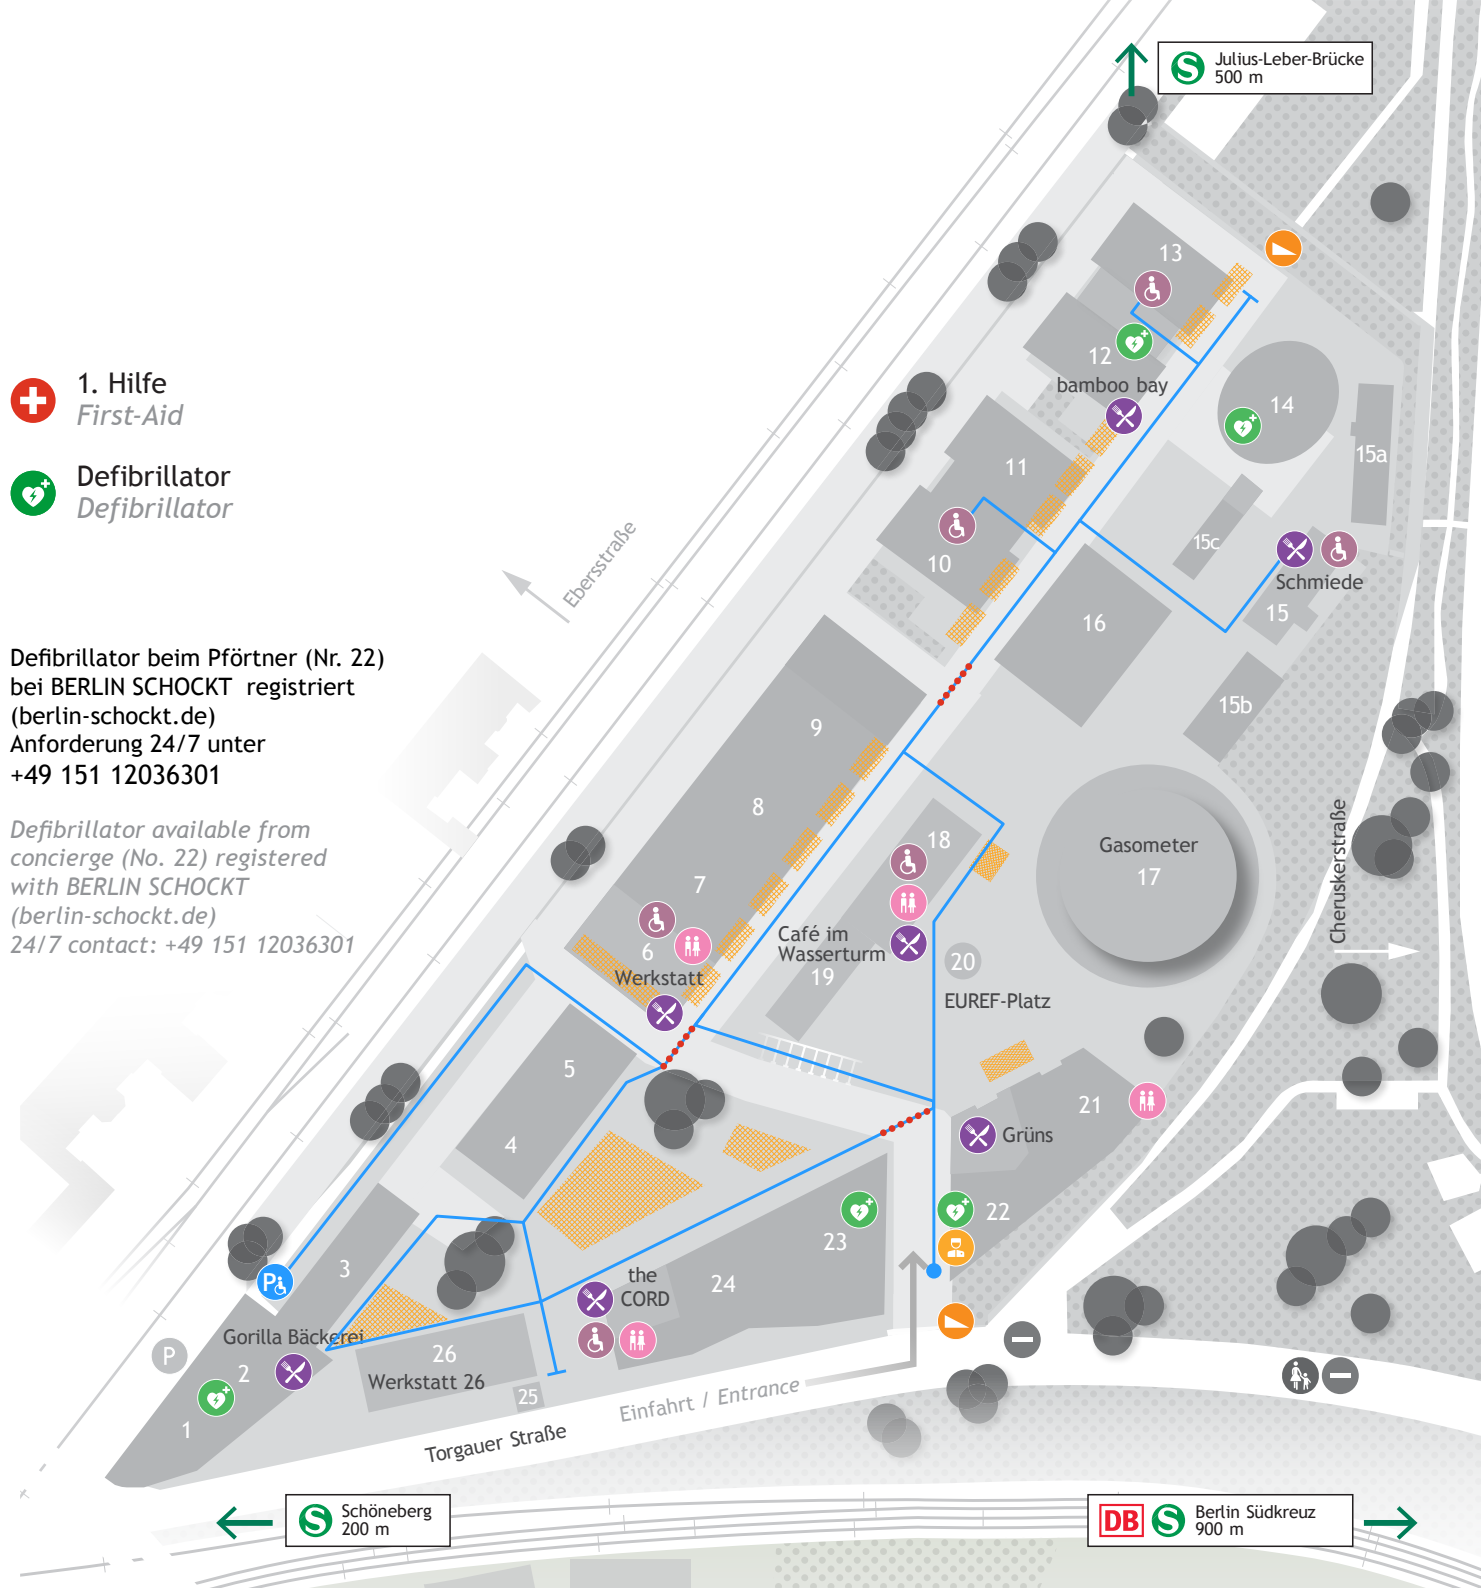 S Julius-Leber-Brücke
500 m
13
12
bamboo bay
14
15a
1. Hilfe
First-Aid
Defibrillator
Defibrillator
11
10
15c
Schmiede
15
Ebersstraße
16
15b
Defibrillator beim Pförtner (Nr. 22)
bei BERLIN SCHOCKT registriert
(berlin-schockt.de)
Anforderung 24/7 unter
+49 151 12036301
Defibrillator available from
concierge (No. 22) registered
with BERLIN SCHOCKT
(berlin-schockt.de)
24/7 contact: +49 151 12036301
9
8
7
6
Werkstatt
18
Café im
Wasserturm
19
Gasometer
17
Cheruskerstraße
20
EUREF-Platz
5
4
21
Grüns
22
23
3
the
CORD
24
P
P
Gorilla Bäckerei
2
1
26
Werkstatt 26
25
Einfahrt / Entrance
Torgauer Straße
S Schöneberg
200 m
DB S Berlin Südkreuz
900 m